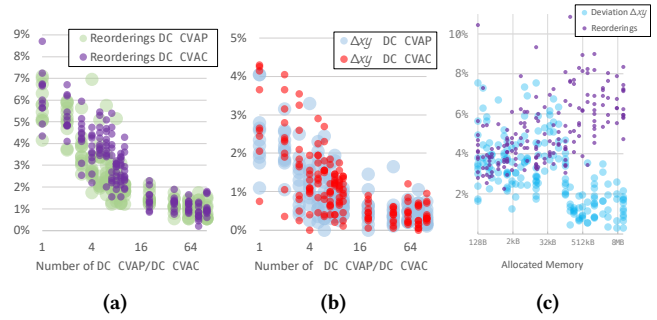 9%
8%
7%
6%
5%
4%
3%
2%
1%
0%
Reorderings DC CVAP
Reorderings DC CVAC
1
4
16
64
Number of DC CVAP/DC CVAC
(a)
5%
4%
3%
2%
1%
0%
Δxy DC CVAP
Δxy DC CVAC
1
4
16
64
Number of DC CVAP/DC CVAC
(b)
10%
8%
6%
4%
2%
Deviation Δxy
Reorderings
128B
2kB
32kB
512kB
8MB
Allocated Memory
(c)